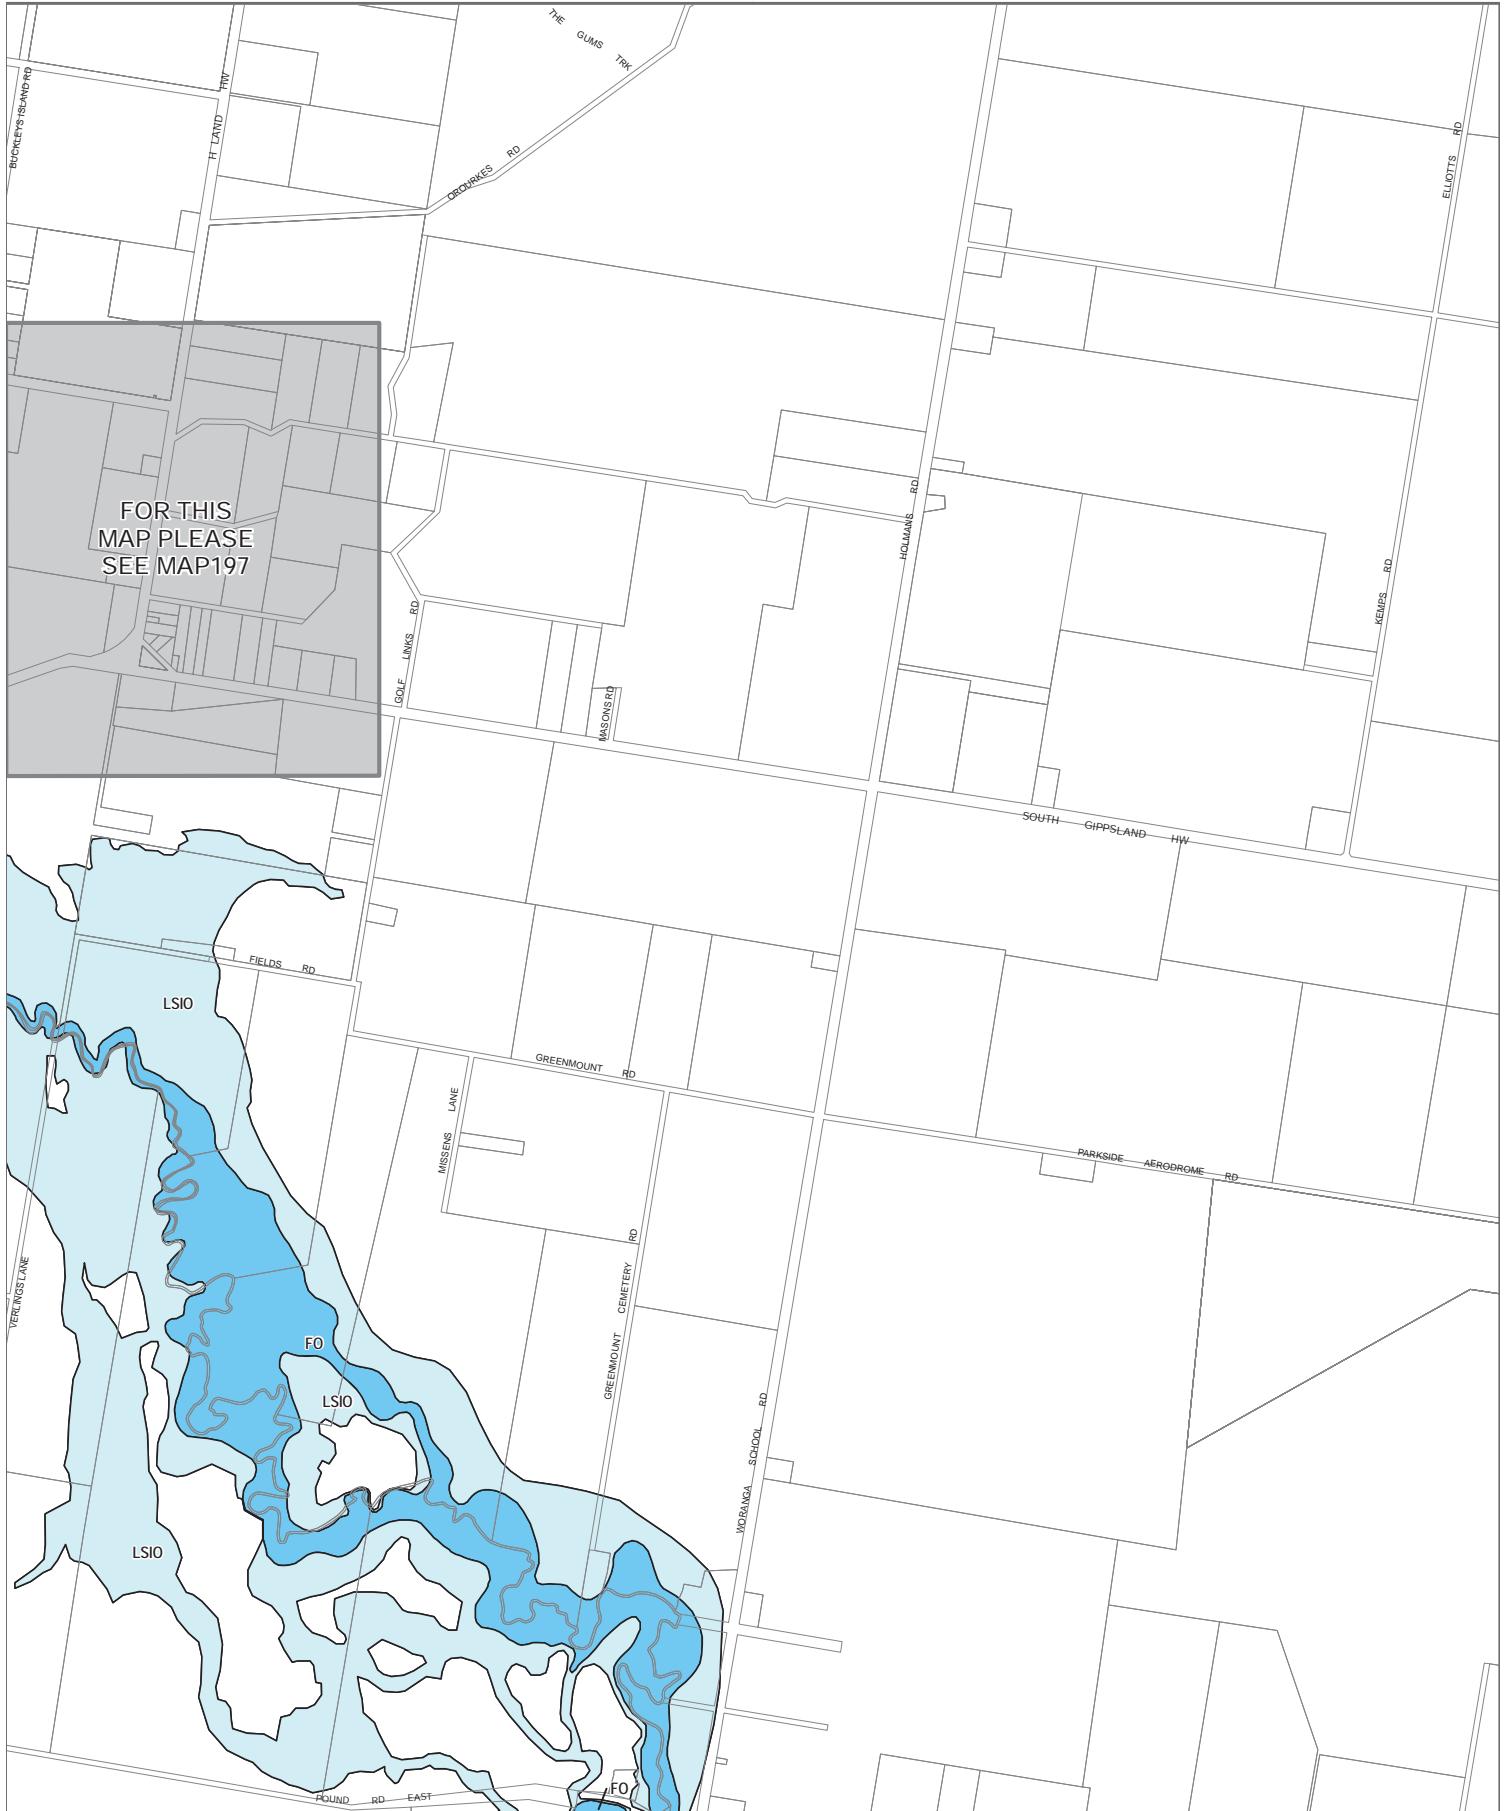 THE GUMS TRK
BUCKLEYS ISLAND RD
H LAND HW
OROURKES RD
ELLIOTTS RD
FOR THIS
MAP PLEASE
SEE MAP197
HOLMANS RD
KEMPS RD
GOLF LINKS RD
MASONS RD
SOUTH GIPPSLAND HW
FIELDS RD
LSIO
GREENMOUNT RD
MISSENS LANE
PARKSIDE AERODROME RD
VERLINGS LANE
GREENMOUNT CEMETERY RD
FO
LSIO
WORANGA SCHOOL RD
LSIO
FO
POUND RD EAST